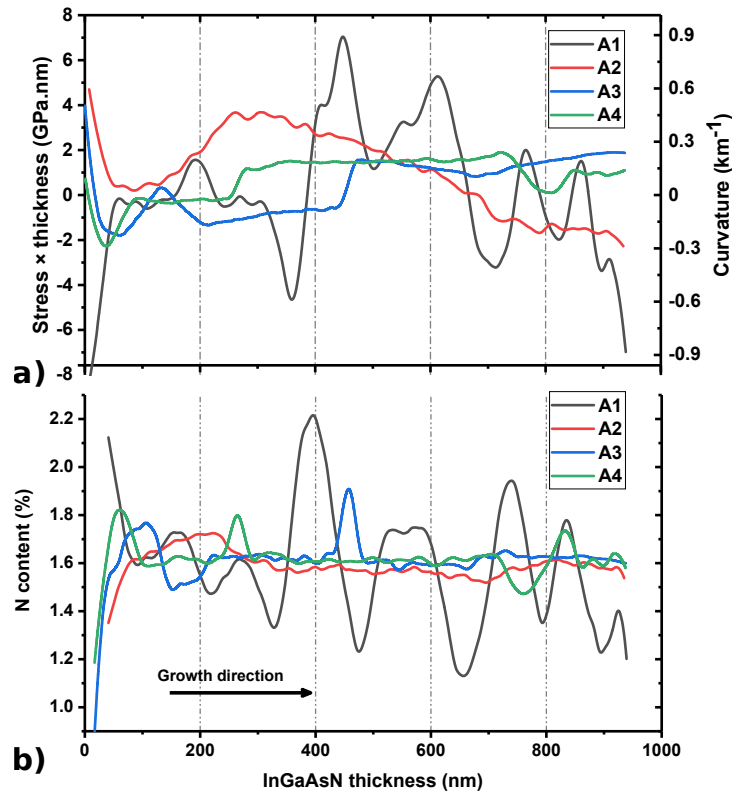 8
6
4
2
0
-2
-4
-6
-8
Stress × thickness (GPa.nm)
0.9
0.6
0.3
0
-0.3
-0.6
-0.9
Curvature (km⁻¹)
A1
A2
A3
A4
a)
2.2
2.0
1.8
1.6
1.4
1.2
1.0
N content (%)
A1
A2
A3
A4
Growth direction
b)
0 200 400 600 800 1000
InGaAsN thickness (nm)